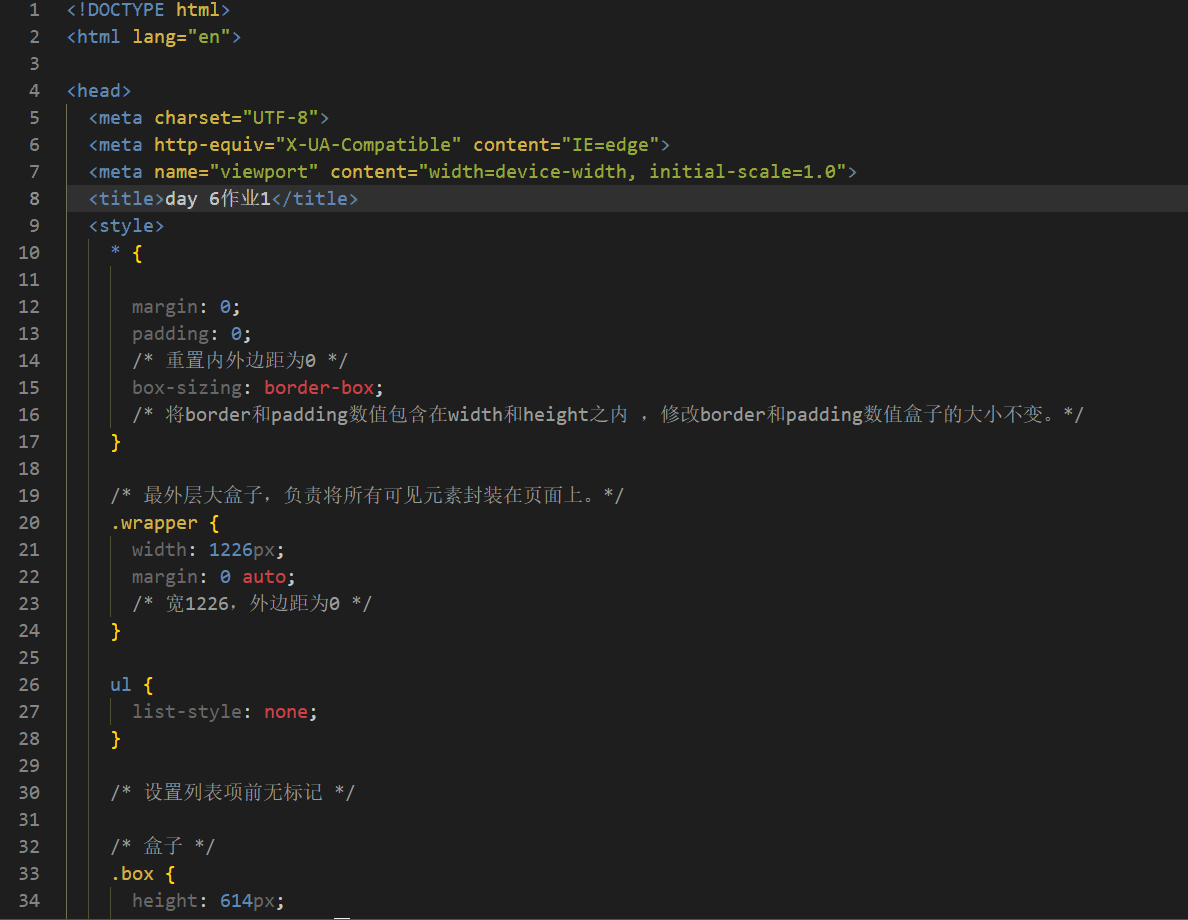 1 <!DOCTYPE html>
2 <html lang="en">
3
4 <head>
5 <meta charset="UTF-8">
6 <meta http-equiv="X-UA-Compatible" content="IE=edge">
7 <meta name="viewport" content="width=device-width, initial-scale=1.0">
8 <title>day 6作业1</title>
9 <style>
10 * {
11
12 margin: 0;
13 padding: 0;
14 /* 重置内外边距为0 */
15 box-sizing: border-box;
16 /* 将border和padding数值包含在width和height之内 ，修改border和padding数值盒子的大小不变。*/
17 }
18
19 /* 最外层大盒子，负责将所有可见元素封装在页面上。*/
20 .wrapper {
21 width: 1226px;
22 margin: 0 auto;
23 /* 宽1226，外边距为0 */
24 }
25
26 ul {
27 list-style: none;
28 }
29
30 /* 设置列表项前无标记 */
31
32 /* 盒子 */
33 .box {
34 height: 614px;